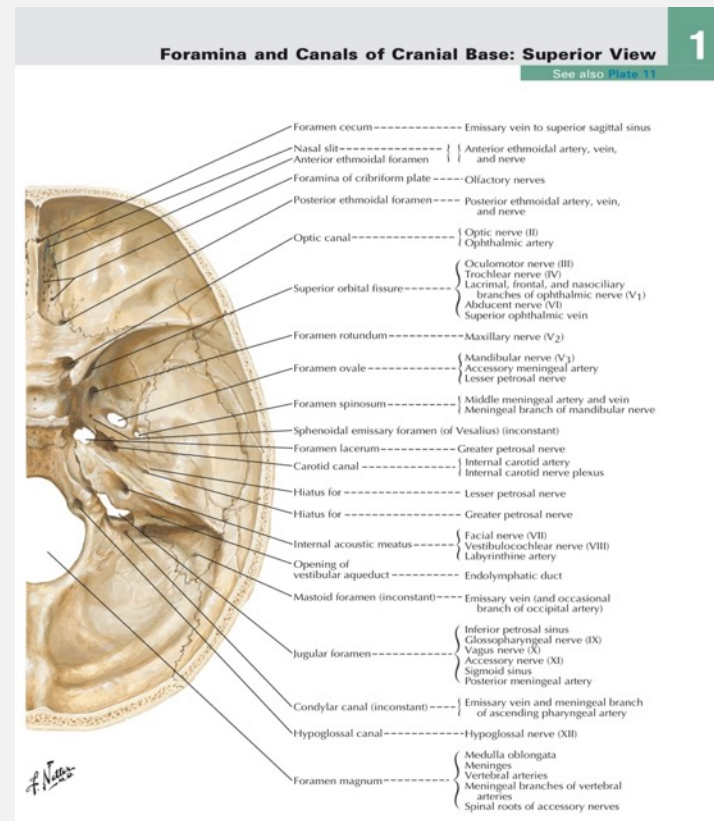 Foramina and Canals of Cranial Base: Superior View
1
See also Plate 11
Foramen cecum
Emissary vein to superior sagittal sinus
Nasal slit
Anterior ethmoidal foramen
Anterior ethmoidal artery, vein,
and nerve
Foramina of cribriform plate
Olfactory nerves
Posterior ethmoidal foramen
Posterior ethmoidal artery, vein,
and nerve
Optic canal
Optic nerve (II)
Ophthalmic artery
Superior orbital fissure
Oculomotor nerve (III)
Trochlear nerve (IV)
Lacrimal, frontal, and nasociliary
branches of ophthalmic nerve (V1)
Abducent nerve (VI)
Superior ophthalmic vein
Foramen rotundum
Maxillary nerve (V2)
Foramen ovale
Mandibular nerve (V3)
Accessory meningeal artery
Lesser petrosal nerve
Foramen spinosum
Middle meningeal artery and vein
Meningeal branch of mandibular nerve
Sphenoidal emissary foramen (of Vesalius) (inconstant)
Foramen lacerum
Greater petrosal nerve
Carotid canal
Internal carotid artery
Internal carotid nerve plexus
Hiatus for
Lesser petrosal nerve
Hiatus for
Greater petrosal nerve
Internal acoustic meatus
Facial nerve (VII)
Vestibulocochlear nerve (VIII)
Labyrinthine artery
Opening of
vestibular aqueduct
Endolymphatic duct
Mastoid foramen (inconstant)
Emissary vein (and occasional
branch of occipital artery)
Jugular foramen
Inferior petrosal sinus
Glossopharyngeal nerve (IX)
Vagus nerve (X)
Accessory nerve (XI)
Sigmoid sinus
Posterior meningeal artery
Condylar canal (inconstant)
Emissary vein and meningeal branch
of ascending pharyngeal artery
Hypoglossal canal
Hypoglossal nerve (XII)
Foramen magnum
Medulla oblongata
Meninges
Vertebral arteries
Meningeal branches of vertebral
arteries
Spinal roots of accessory nerves
F. Netter
M.D.